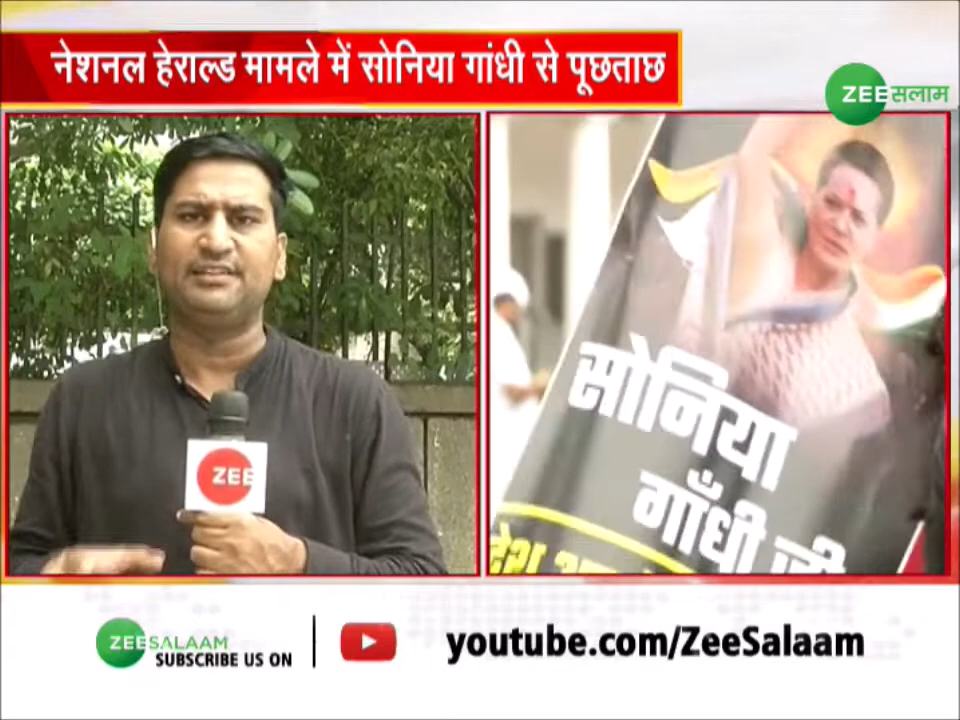 नेशनल हेराल्ड मामले में सोनिया गांधी से पूछताछ
ZEEसलाम
ZEE
सोनिया
गाँधी जी
देश
ZEE SALAAM
SUBSCRIBE US ON
youtube.com/ZeeSalaam